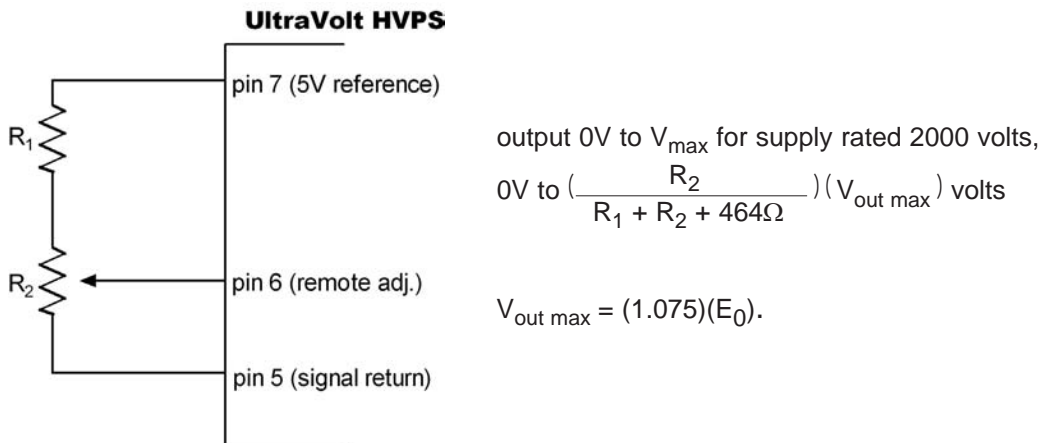 UltraVolt HVPS
pin 7 (5V reference)
R1
R2
pin 6 (remote adj.)
pin 5 (signal return)
output 0V to Vmax for supply rated 2000 volts,
0V to (R2 / R1 + R2 + 464Ω)(Vout max) volts
Vout max = (1.075)(E0).